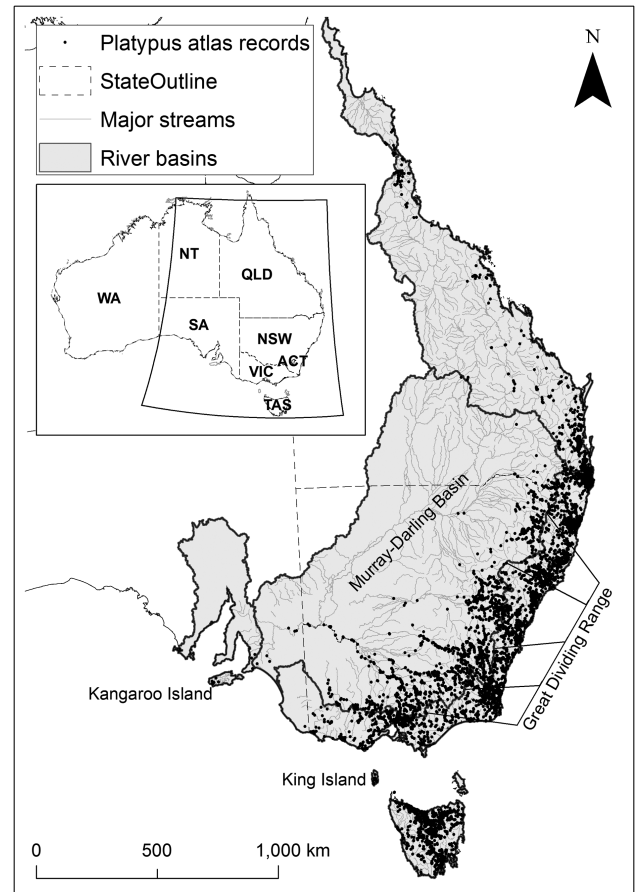 Platypus atlas records
StateOutline
Major streams
River basins
N
NT
QLD
WA
SA
NSW
ACT
VIC
TAS
Murray-Darling Basin
Great Dividing Range
Kangaroo Island
King Island
0 500 1,000 km